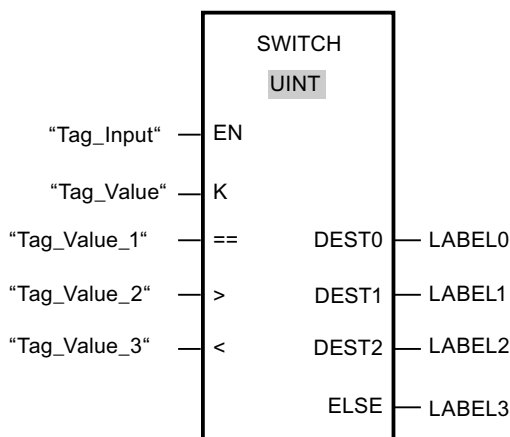 SWITCH
UINT
“Tag_Input“ EN
“Tag_Value“ K
“Tag_Value_1“ == DEST0 LABEL0
“Tag_Value_2“ > DEST1 LABEL1
“Tag_Value_3“ < DEST2 LABEL2
ELSE LABEL3